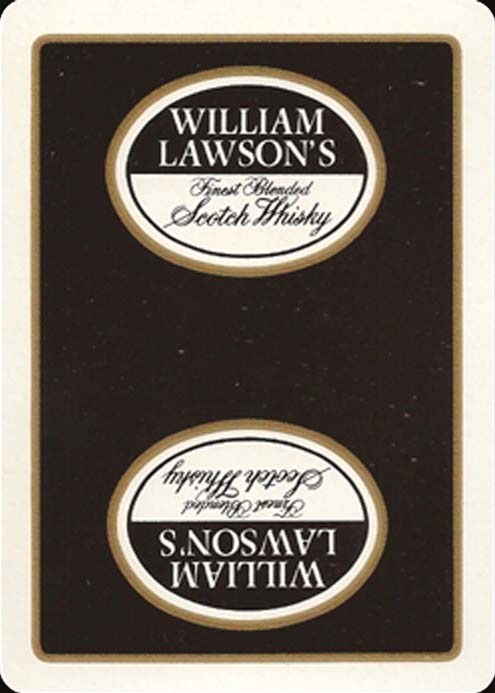 WILLIAM
LAWSON'S
Finest Blended
Scotch Whisky
WILLIAM
LAWSON'S
Finest Blended
Scotch Whisky